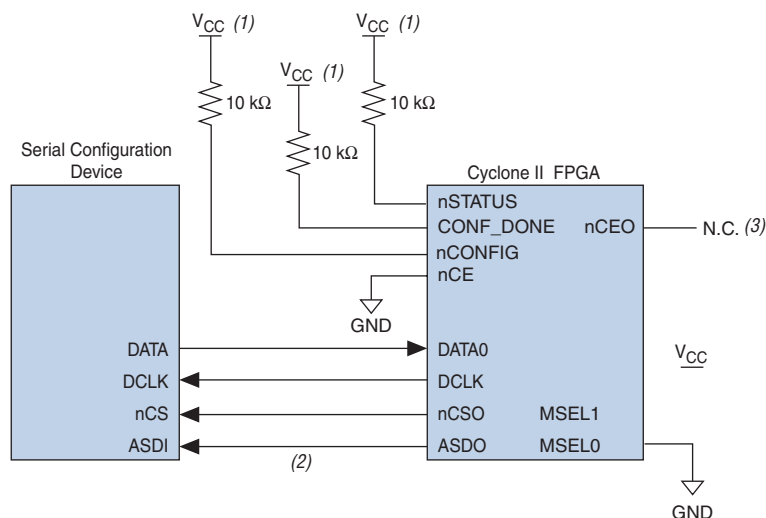 VCC (1)
VCC (1)
VCC (1)
10 kΩ
10 kΩ
10 kΩ
Serial Configuration
Device
Cyclone II FPGA
nSTATUS
CONF_DONE
nCEO
N.C. (3)
nCONFIG
nCE
GND
DATA
DATA0
VCC
DCLK
DCLK
nCS
nCSO
MSEL1
ASDI
(2)
ASDO
MSEL0
GND